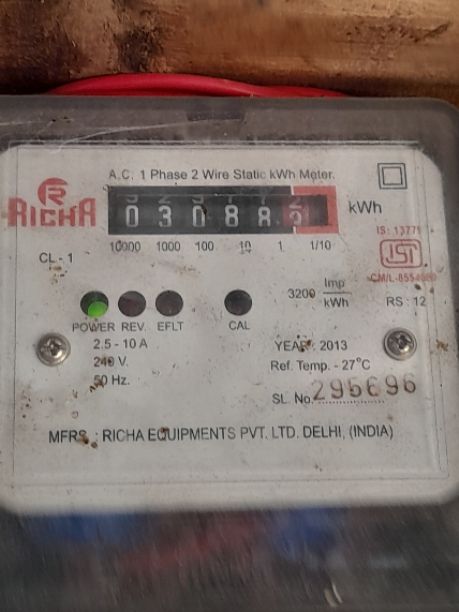 A.C. 1 Phase 2 Wire Static kWh Meter.
R
RICHA
0 3 0 8 8
kWh
10000 1000 100 10 1 1/10
IS: 13779
ISI
CL - 1
3200 Imp/kWh
RS : 12
POWER REV. EFLT CAL
2.5 - 10 A
YEAR : 2013
240 V.
Ref. Temp. - 27°C
50 Hz.
SL. No. 295696
MFRS. : RICHA EQUIPMENTS PVT. LTD. DELHI, (INDIA)